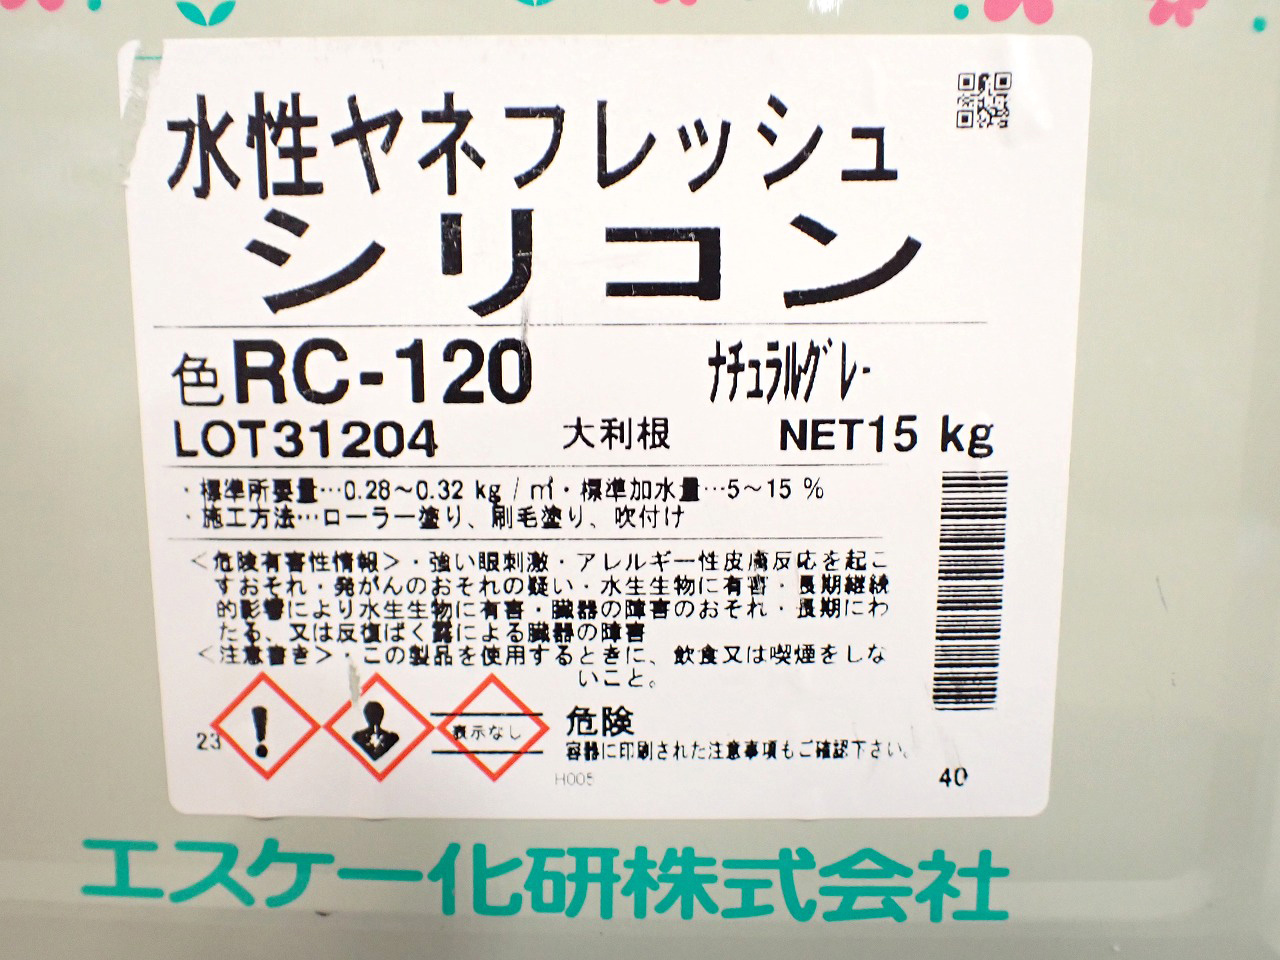 水性ヤネフレッシュ
シリコン
色RC-120 ﾅﾁｭﾗﾙｸﾞﾚｰ
LOT31204 大利根 NET15 kg
・標準所要量…0.28～0.32 kg / ㎡・標準加水量…5～15 %
・施工方法…ローラー塗り、刷毛塗り、吹付け
＜危険有害性情報＞・強い眼刺激・アレルギー性皮膚反応を起こ
すおそれ・発がんのおそれの疑い・水生生物に有害・長期継続
的影響により水生生物に有害・臓器の障害のおそれ・長期にわ
たる、又は反復ばく露による臓器の障害
＜注意書き＞・この製品を使用するときに、飲食又は喫煙をしな
いこと。
23 表示なし 危険
容器に印刷された注意事項もご確認下さい。
H005 40
エスケー化研株式会社